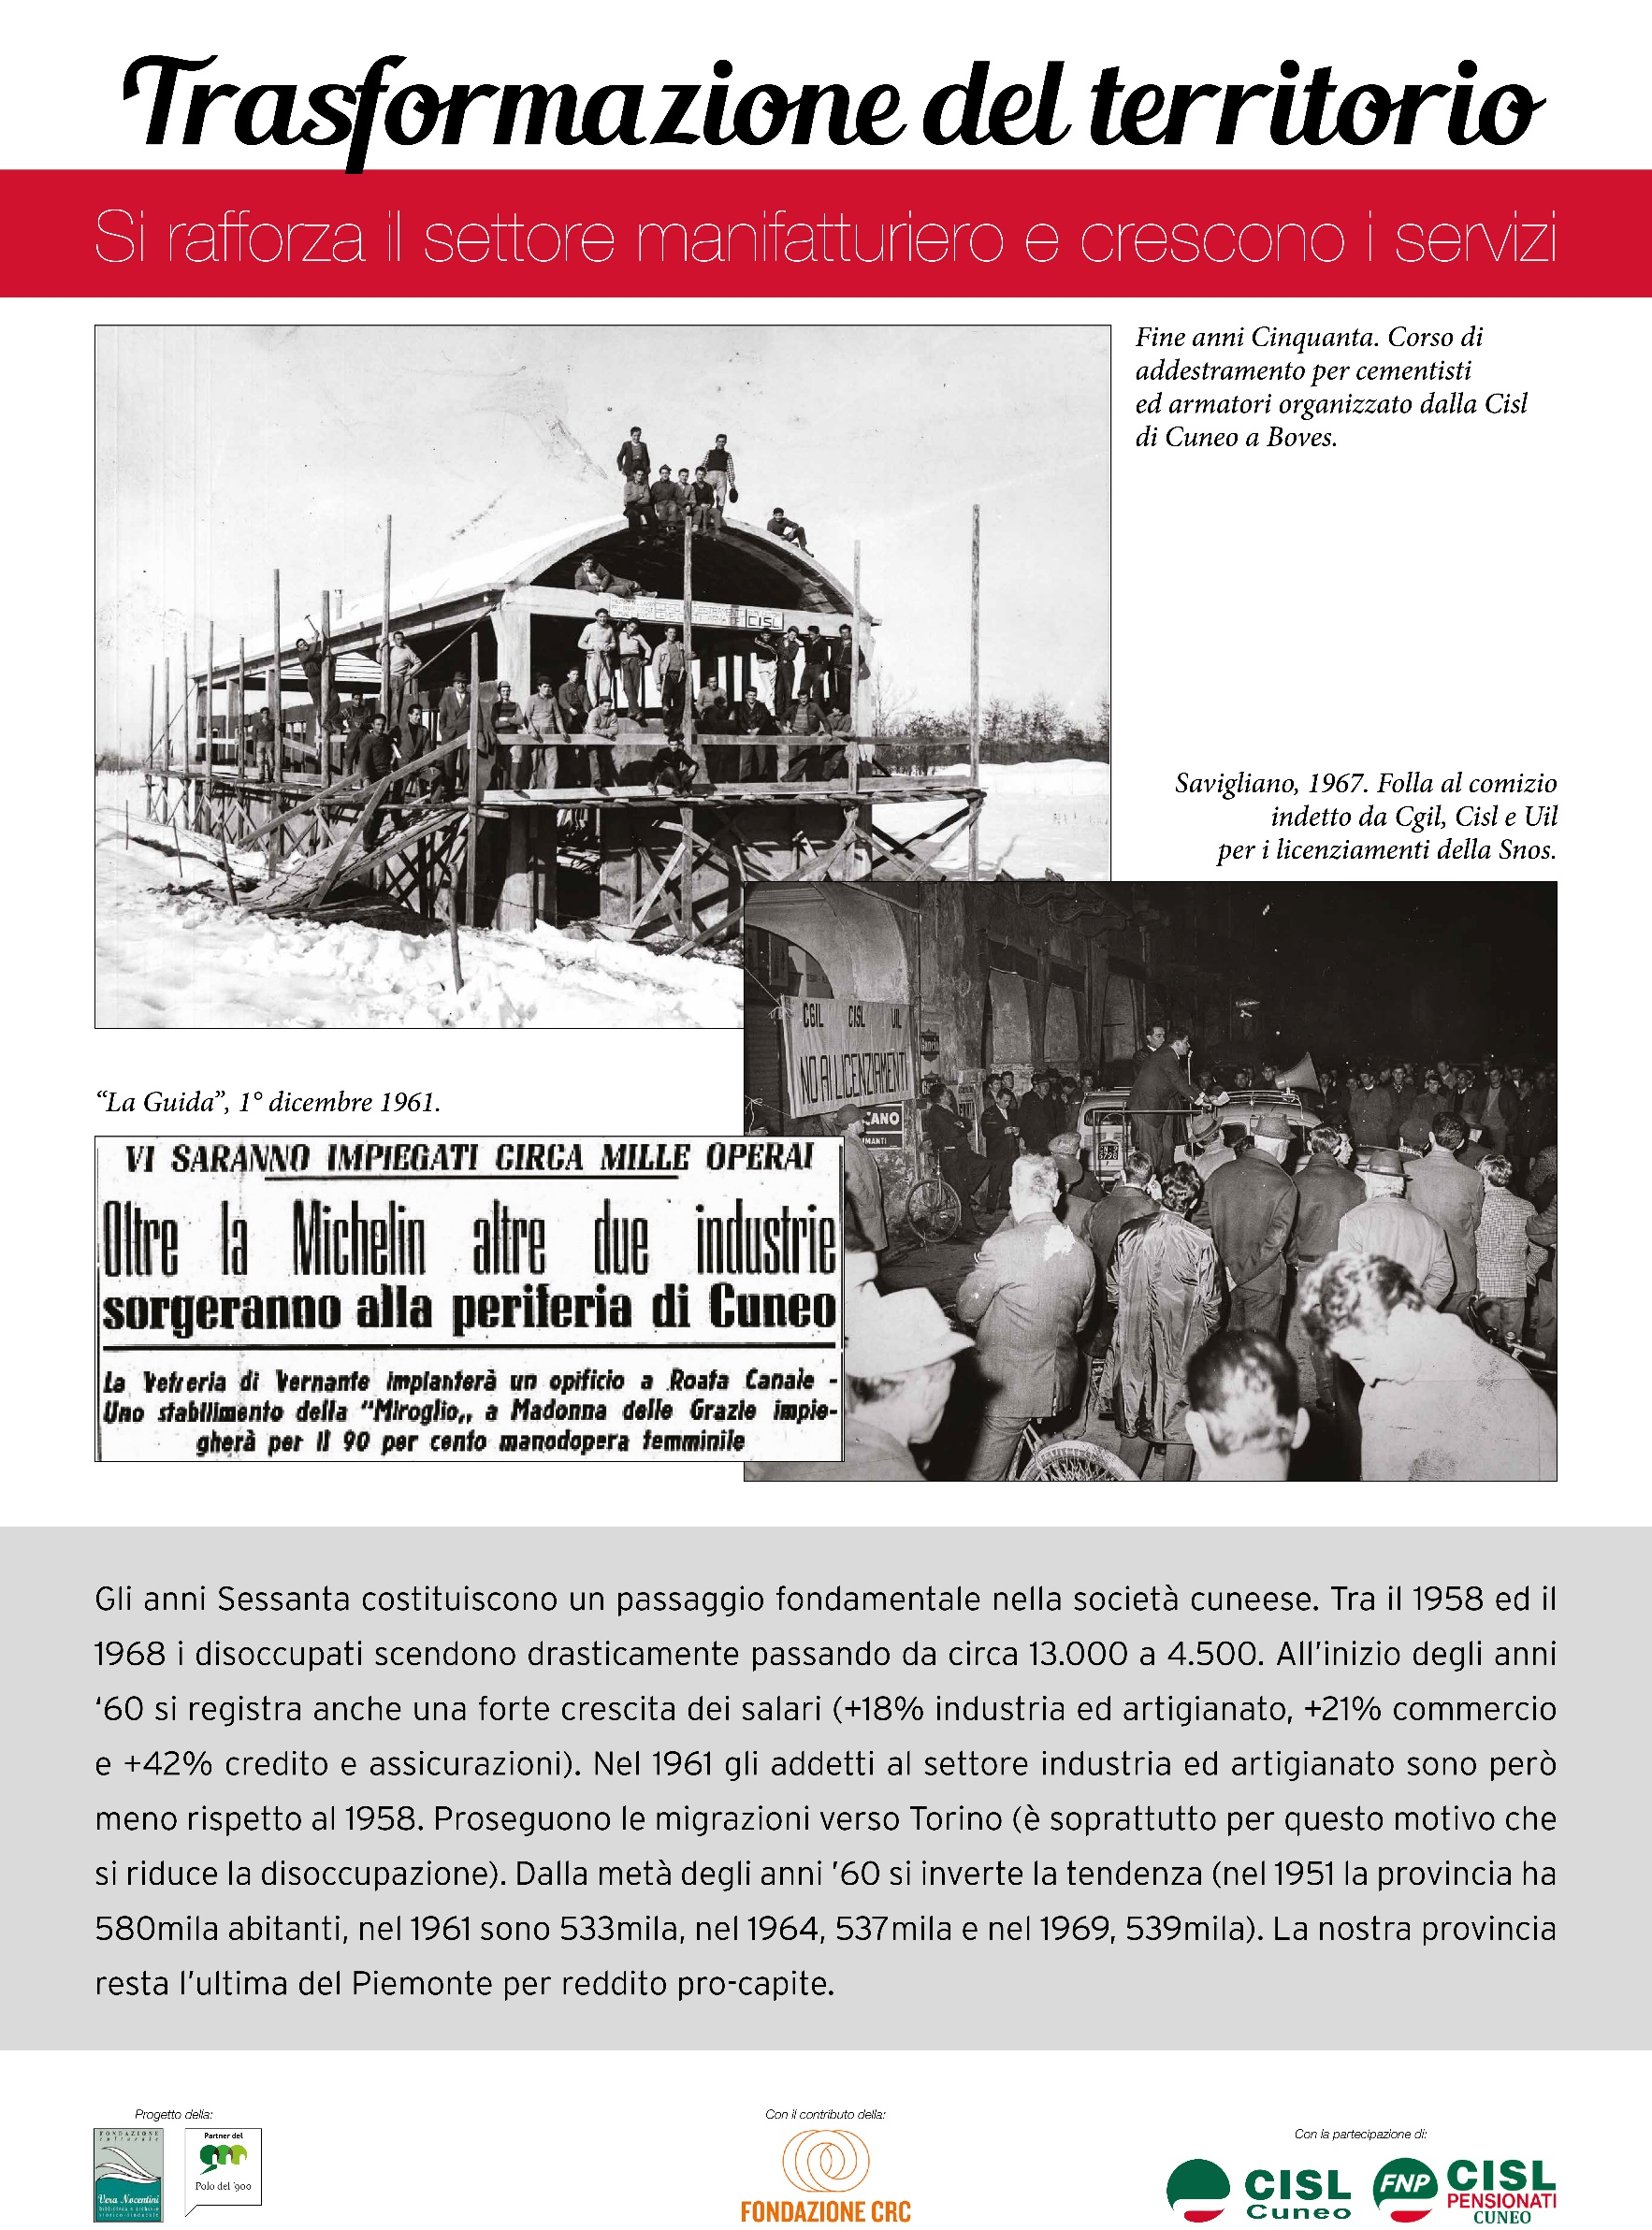 Trasformazione del territorio
Si rafforza il settore manifatturiero e crescono i servizi
Fine anni Cinquanta. Corso di
addestramento per cementisti
ed armatori organizzato dalla Cisl
di Cuneo a Boves.
CISL
Savigliano, 1967. Folla al comizio
indetto da Cgil, Cisl e Uil
per i licenziamenti della Snos.
CGIL CISL UIL
NO AI LICENZIAMENTI
“La Guida”, 1° dicembre 1961.
VI SARANNO IMPIEGATI CIRCA MILLE OPERAI
Oltre la Michelin altre due industrie
sorgeranno alla periferia di Cuneo
La Vetreria di Vernante impianterà un opificio a Roata Canale -
Uno stabilimento della “Miroglio„ a Madonna delle Grazie impie-
gherà per il 90 per cento manodopera femminile
Gli anni Sessanta costituiscono un passaggio fondamentale nella società cuneese. Tra il 1958 ed il
1968 i disoccupati scendono drasticamente passando da circa 13.000 a 4.500. All’inizio degli anni
‘60 si registra anche una forte crescita dei salari (+18% industria ed artigianato, +21% commercio
e +42% credito e assicurazioni). Nel 1961 gli addetti al settore industria ed artigianato sono però
meno rispetto al 1958. Proseguono le migrazioni verso Torino (è soprattutto per questo motivo che
si riduce la disoccupazione). Dalla metà degli anni ’60 si inverte la tendenza (nel 1951 la provincia ha
580mila abitanti, nel 1961 sono 533mila, nel 1964, 537mila e nel 1969, 539mila). La nostra provincia
resta l’ultima del Piemonte per reddito pro-capite.
Progetto della:
FONDAZIONE
culturale
Vera Nocentini
biblioteca e archivio
storico-sindacale
Partner del
Polo del '900
Con il contributo della:
FONDAZIONE CRC
Con la partecipazione di:
CISL
Cuneo
FNP
CISL
PENSIONATI
CUNEO